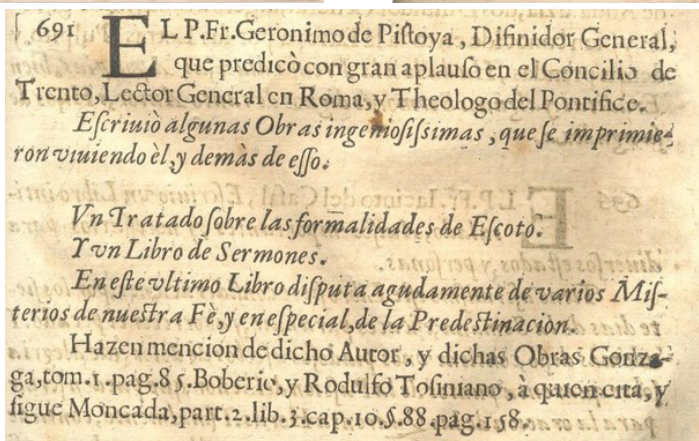 691 EL P.Fr.Geronimo de Piſtoya, Difinidor General,
que predicò con gran aplauſo en el Concilio de
Trento, Lector General en Roma, y Theologo del Pontifice.
Eſcriuiò algunas Obras ingenioſiſsimas, que ſe imprimie-
ron viuiendo èl, y demàs de eſſo.
Vn Tratado ſobre las formalidades de Eſcoto.
Y vn Libro de Sermones.
En eſte vltimo Libro diſputa agudamente de varios Miſ-
terios de nueſtra Fè, y en eſpecial, de la Predeſtinacion.
Hazen mencion de dicho Autor, y dichas Obras Gonza-
ga, tom.1.pag.85.Boberio, y Rodulfo Toſiniano, à quien cita, y
ſigue Moncada, part.2.lib.3.cap.10.§.88.pag.158.